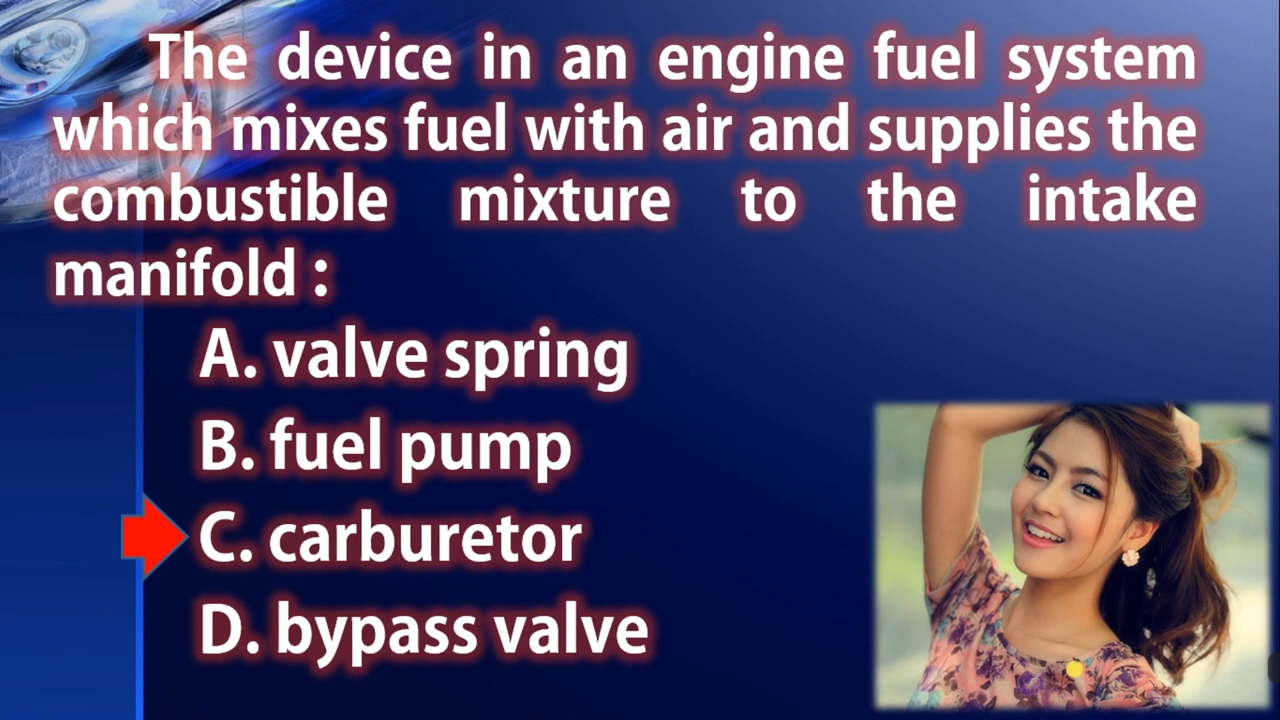 The device in an engine fuel system
which mixes fuel with air and supplies the
combustible mixture to the intake
manifold :
A. valve spring
B. fuel pump
C. carburetor
D. bypass valve